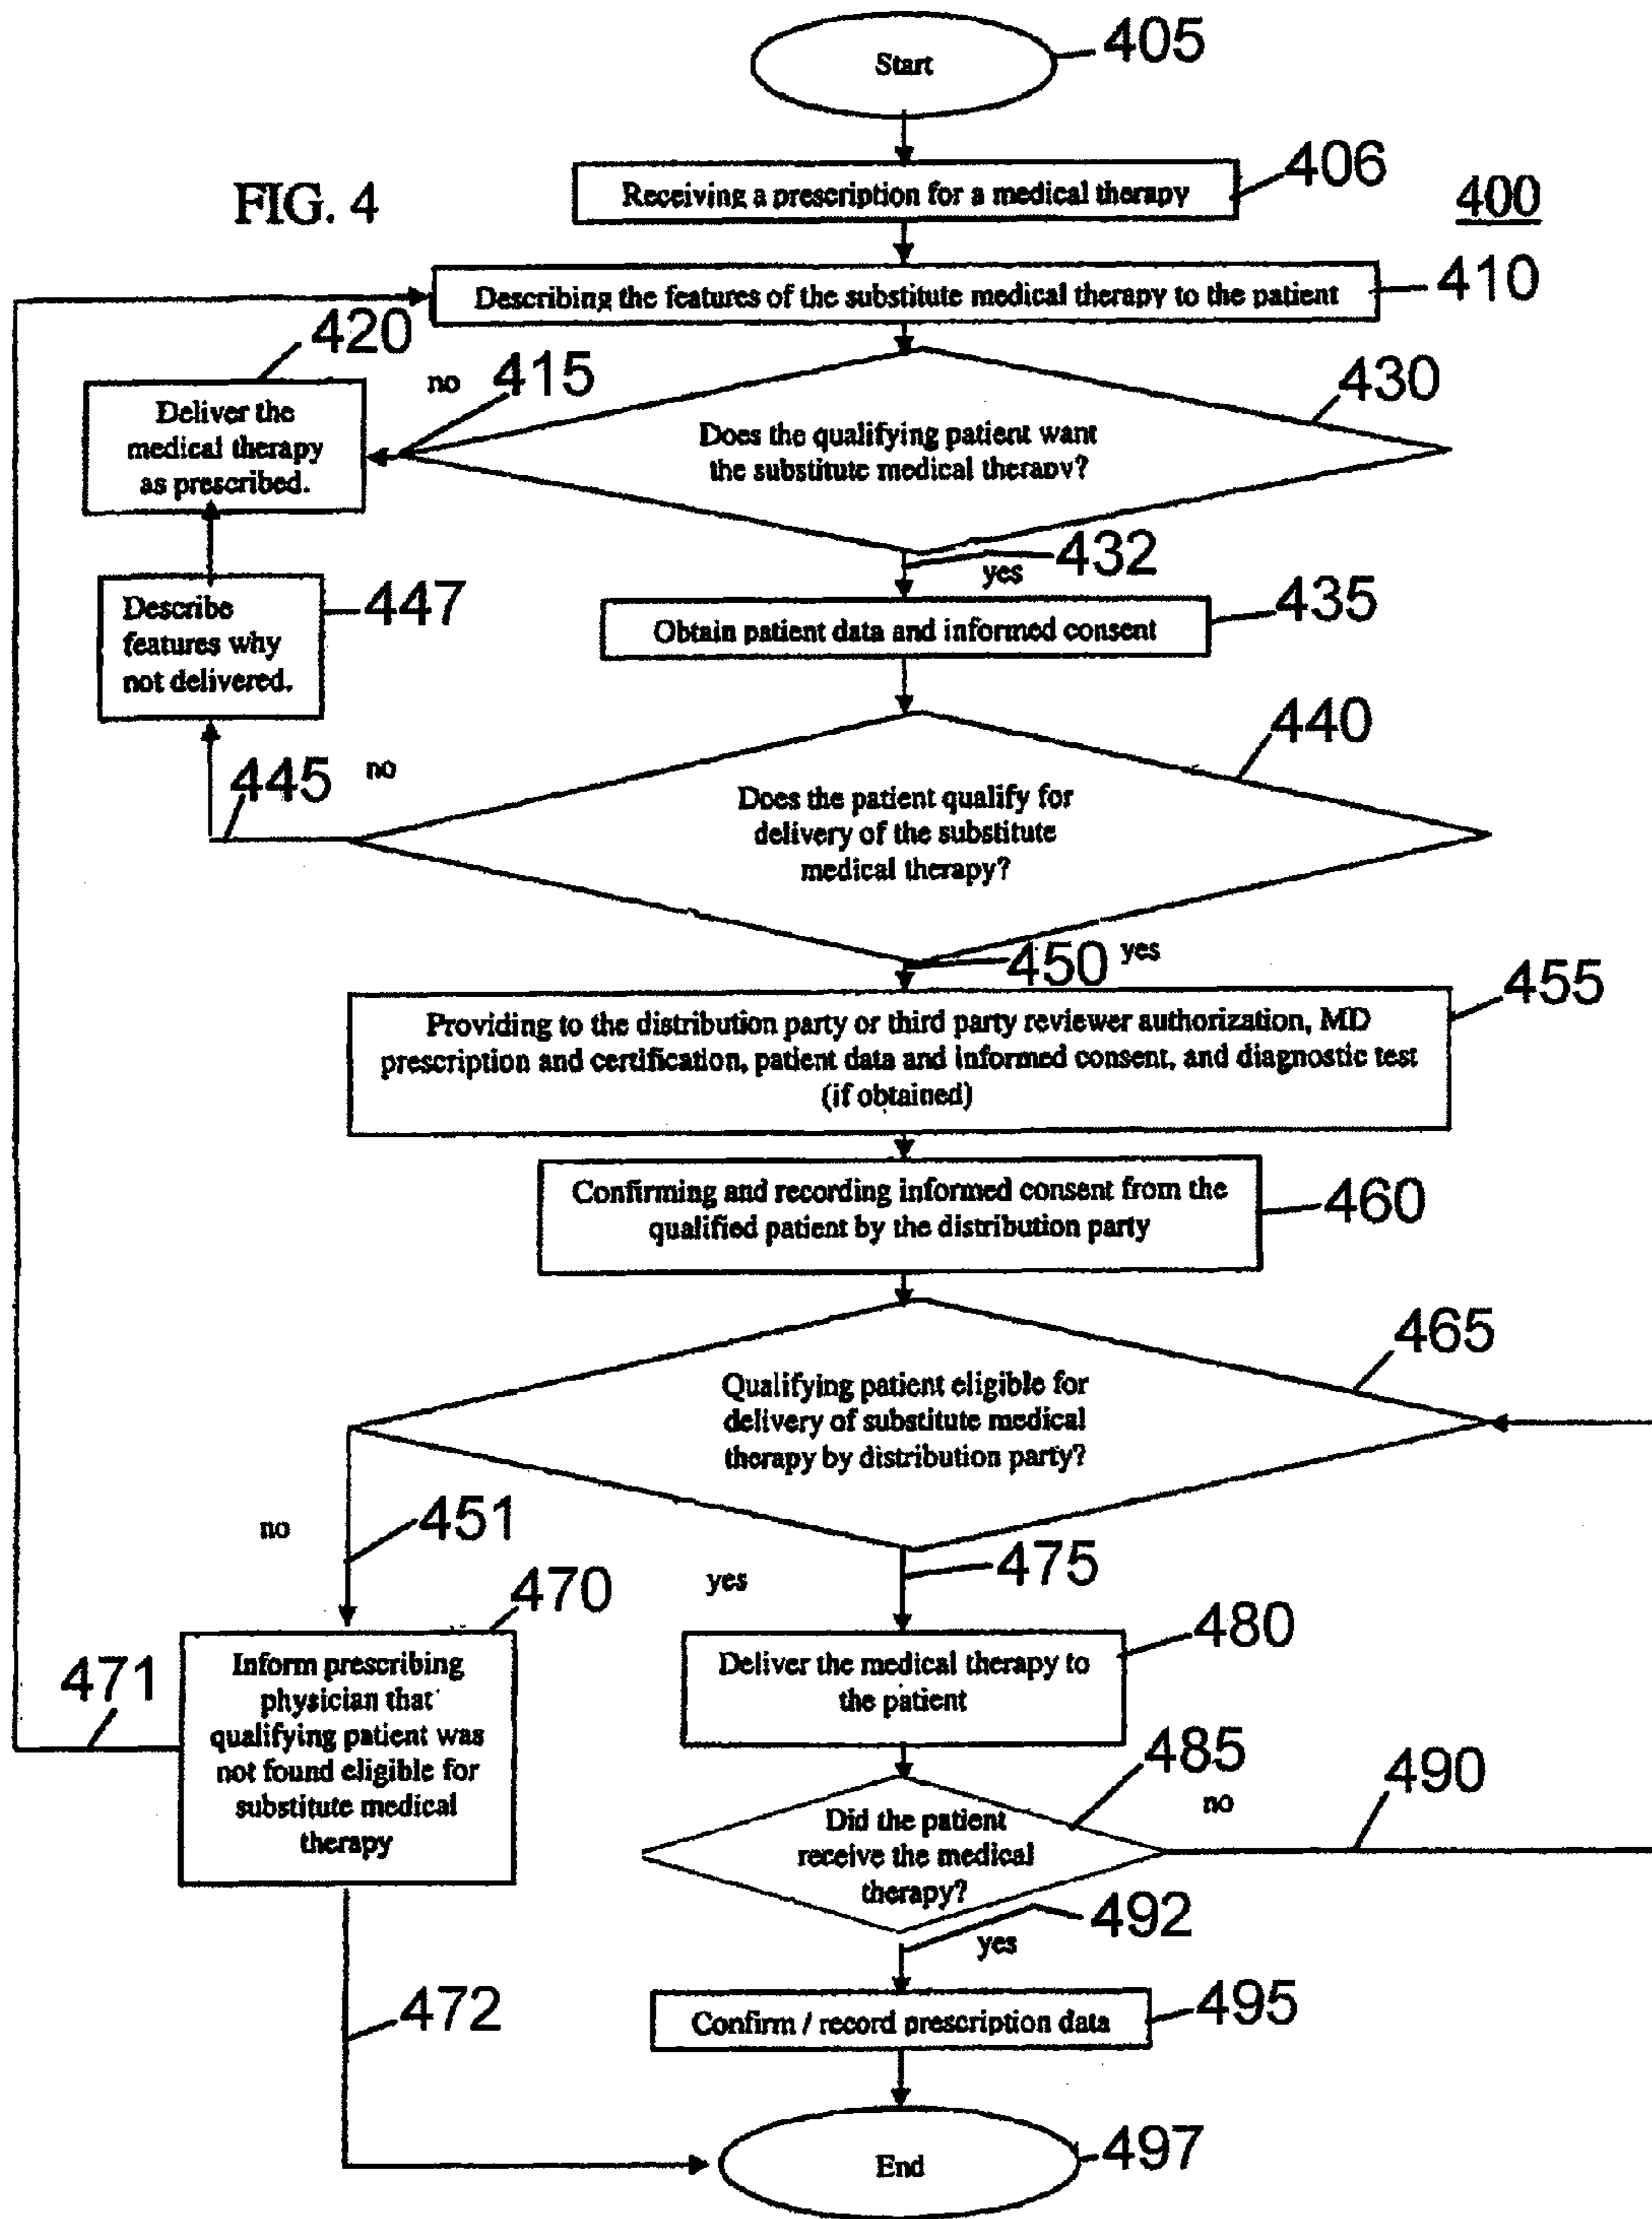 Start
405
Receiving a prescription for a medical therapy
406
FIG. 4
400
Describing the features of the substitute medical therapy to the patient
410
420
no
415
430
Deliver the
medical therapy
as prescribed.
Does the qualifying patient want
the substitute medical therapy?
432
yes
Describe
features why
not delivered.
447
Obtain patient data and informed consent
435
440
445
no
Does the patient qualify for
delivery of the substitute
medical therapy?
450
yes
455
Providing to the distribution party or third party reviewer authorization, MD
prescription and certification, patient data and informed consent, and diagnostic test
(if obtained)
Confirming and recording informed consent from the
qualified patient by the distribution party
460
465
Qualifying patient eligible for
delivery of substitute medical
therapy by distribution party?
no
451
yes
475
470
480
471
Inform prescribing
physician that
qualifying patient was
not found eligible for
substitute medical
therapy
Deliver the medical therapy to
the patient
485
no
490
Did the patient
receive the medical
therapy?
492
yes
472
Confirm / record prescription data
495
End
497